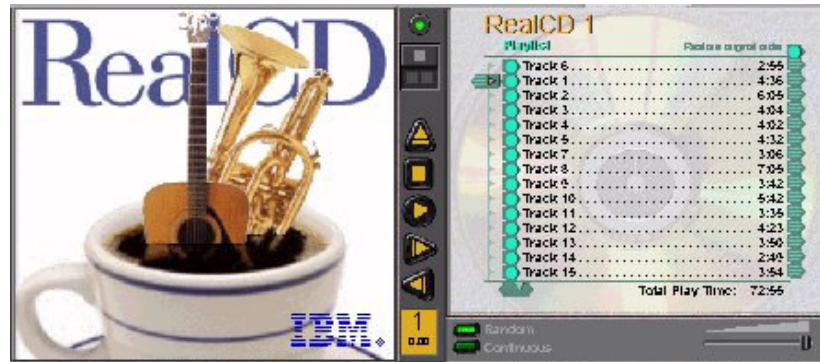 RealCD
IBM®
1
0.00
RealCD 1
Playlist Restore original order
Track 6 2:55
Track 1 4:36
Track 2 6:05
Track 3 4:04
Track 4 4:02
Track 5 4:32
Track 7 3:06
Track 8 7:05
Track 9 3:42
Track 10 5:42
Track 11 3:35
Track 12 4:23
Track 13 3:50
Track 14
Track 15 3:54
Total Play Time: 72:55
Random
Continuous